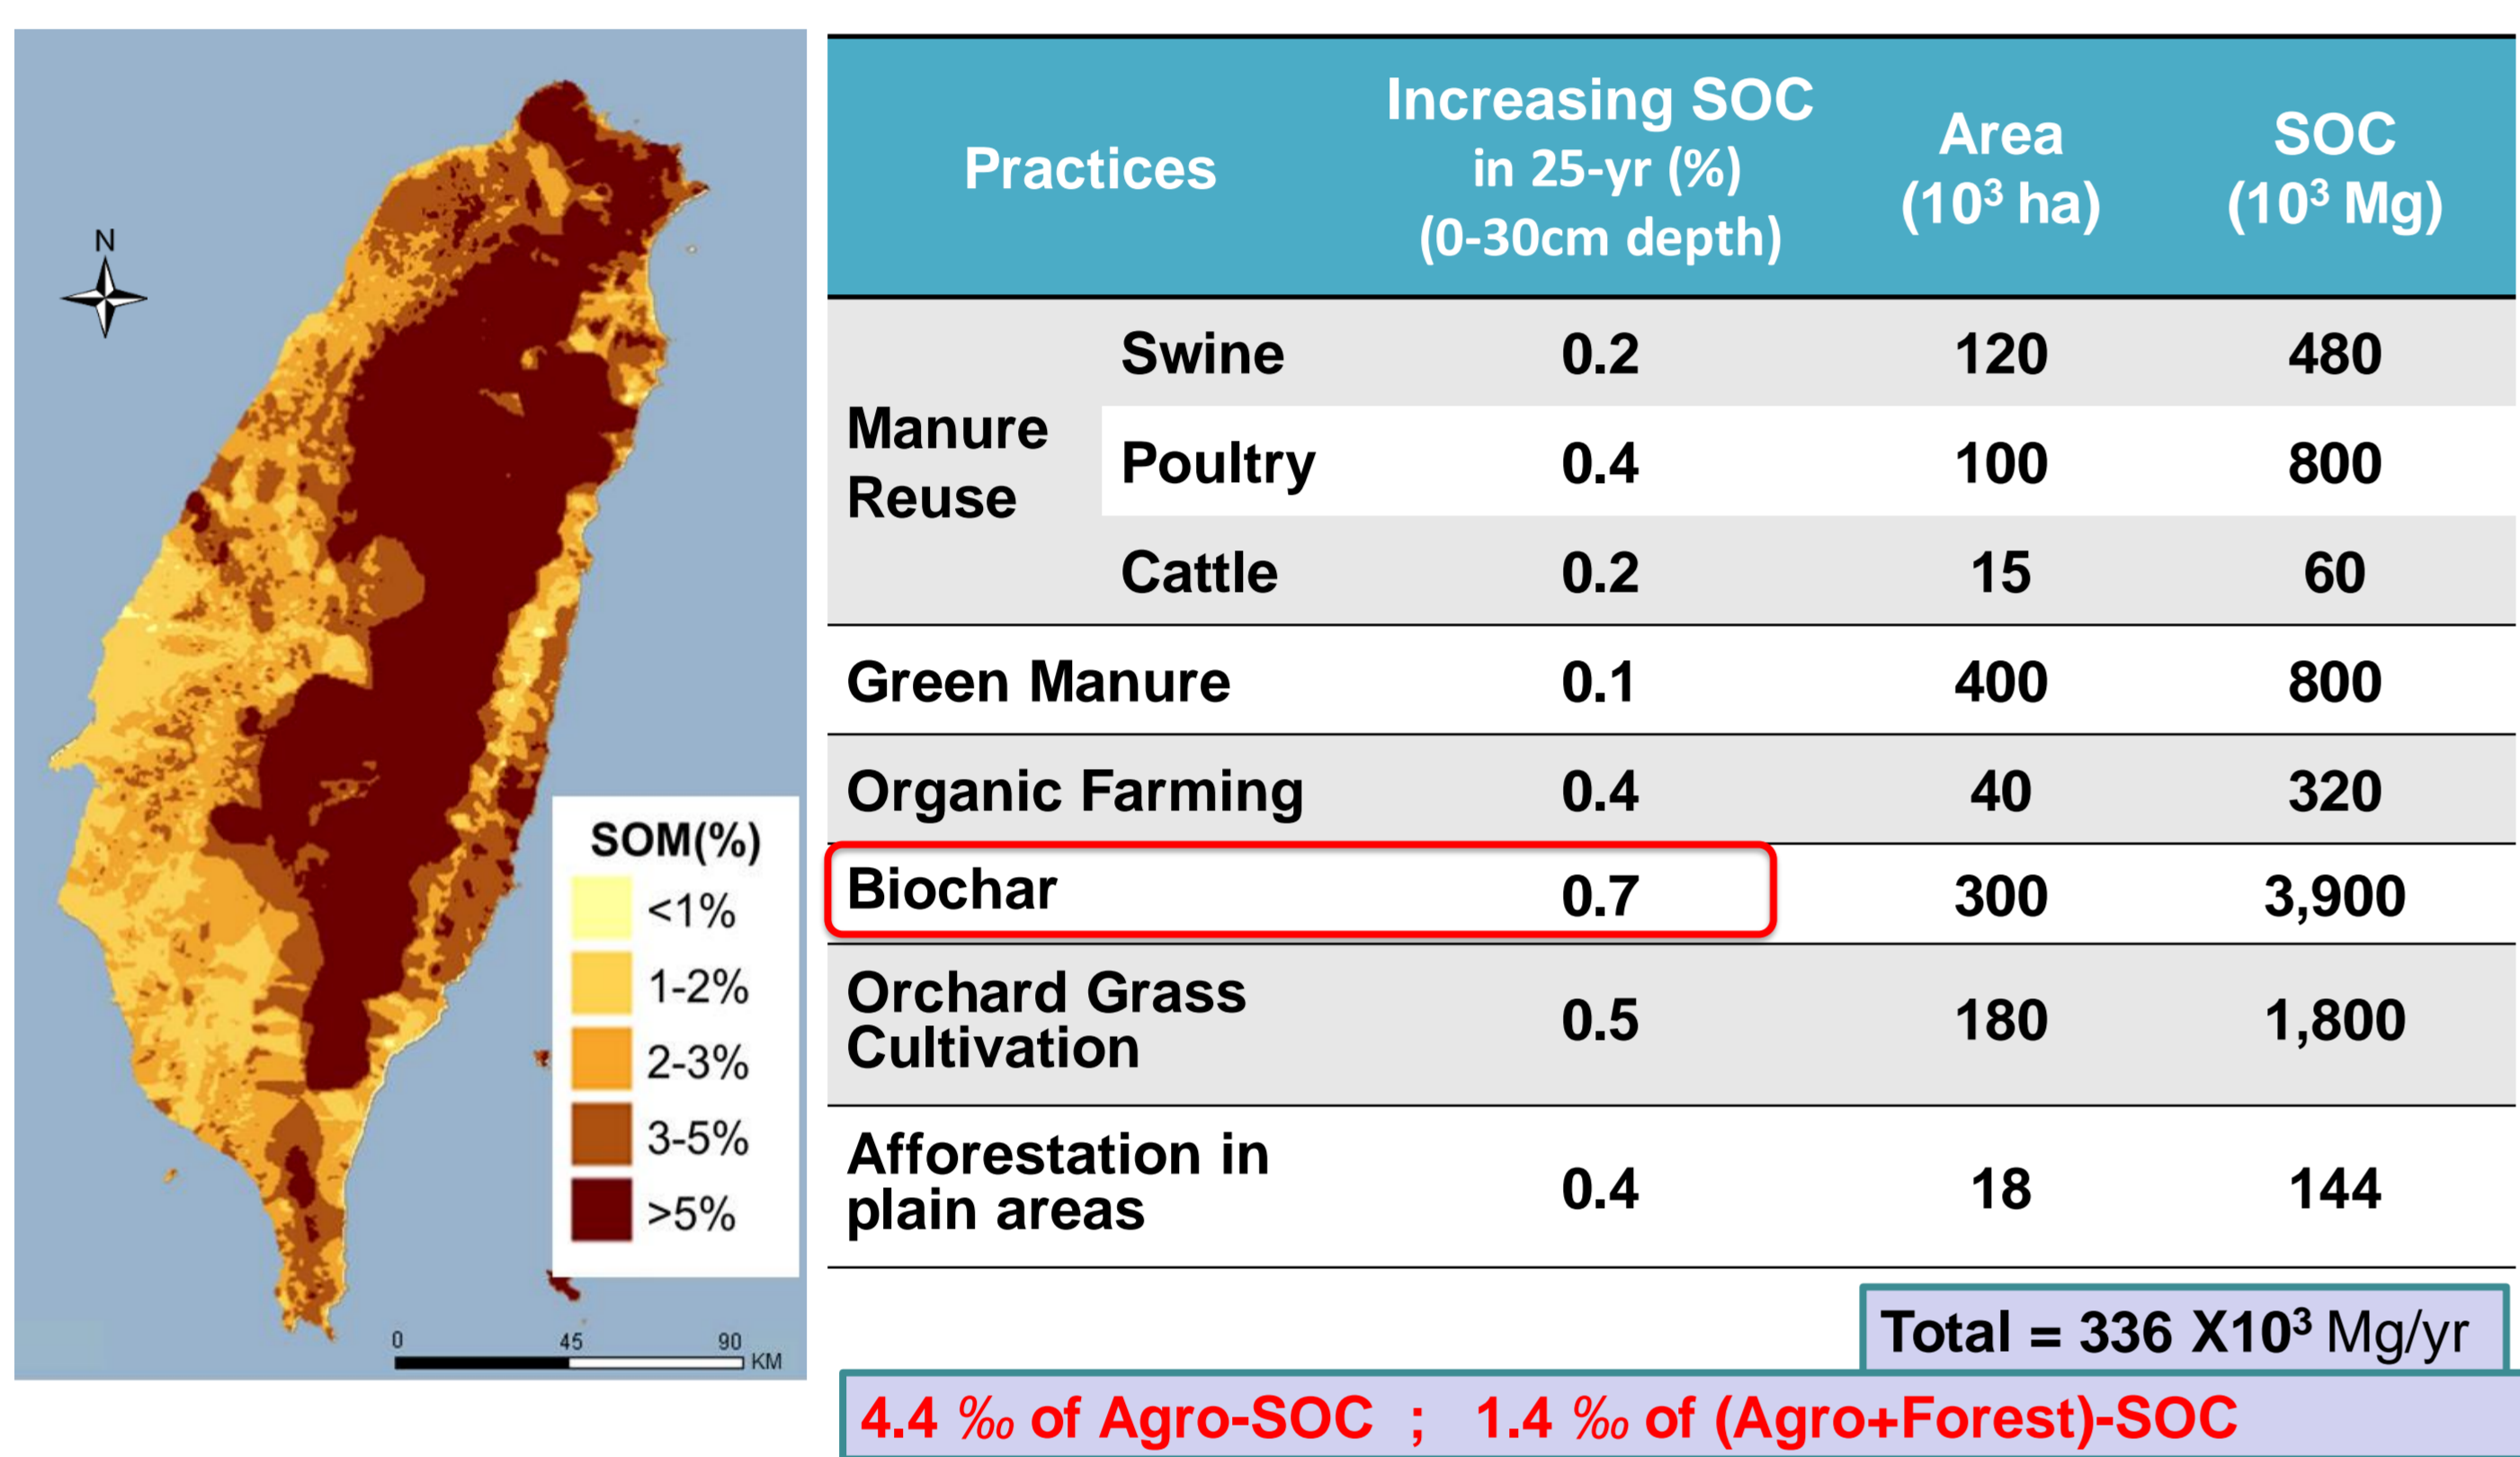 N
SOM(%)
<1%
1-2%
2-3%
3-5%
>5%
0 45 90
KM
Practices
Increasing SOC
in 25-yr (%)
(0-30cm depth)
Area
(10³ ha)
SOC
(10³ Mg)
Manure
Reuse
Swine 0.2 120 480
Poultry 0.4 100 800
Cattle 0.2 15 60
Green Manure 0.1 400 800
Organic Farming 0.4 40 320
Biochar 0.7 300 3,900
Orchard Grass
Cultivation
0.5 180 1,800
Afforestation in
plain areas
0.4 18 144
Total = 336 X10³ Mg/yr
4.4 ‰ of Agro-SOC ; 1.4 ‰ of (Agro+Forest)-SOC